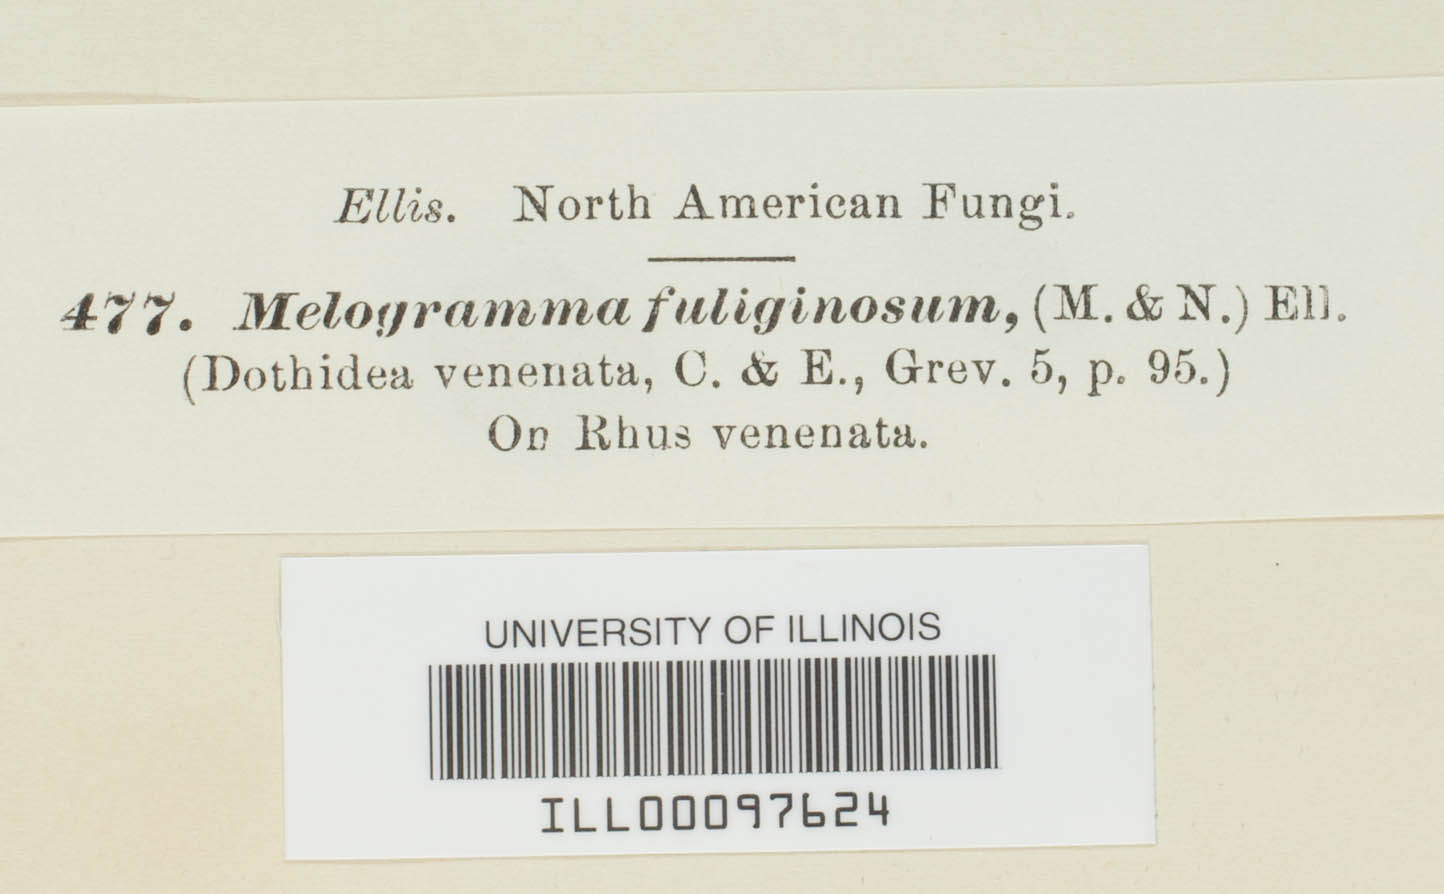 Ellis. North American Fungi.
477. Melogramma fuliginosum, (M. & N.) Ell.
(Dothidea venenata, C. & E., Grev. 5, p. 95.)
On Rhus venenata.
UNIVERSITY OF ILLINOIS
ILL00097624